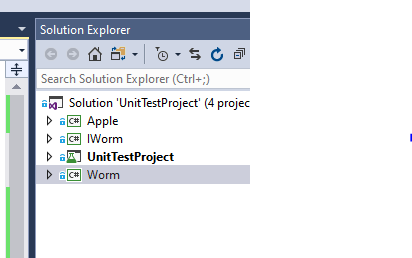 Solution Explorer
Search Solution Explorer (Ctrl+;)
Solution 'UnitTestProject' (4 projec
C# Apple
C# IWorm
UnitTestProject
C# Worm